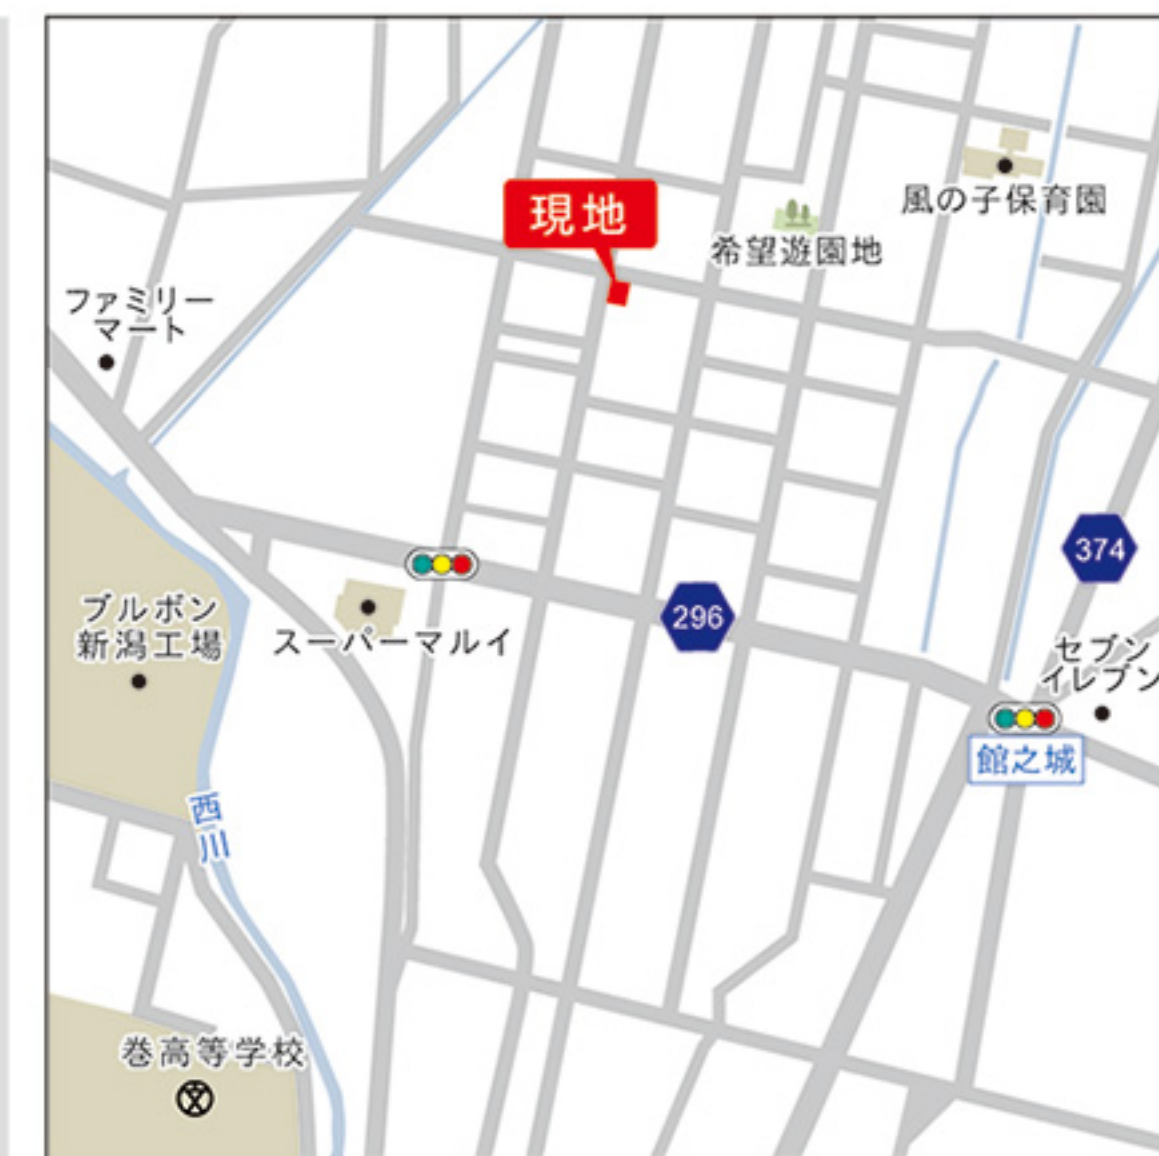 現地
風の子保育園
希望遊園地
ファミリー
マート
374
ブルボン
新潟工場
スーパーマルイ
296
セブン
イレブン
館之城
西川
巻高等学校